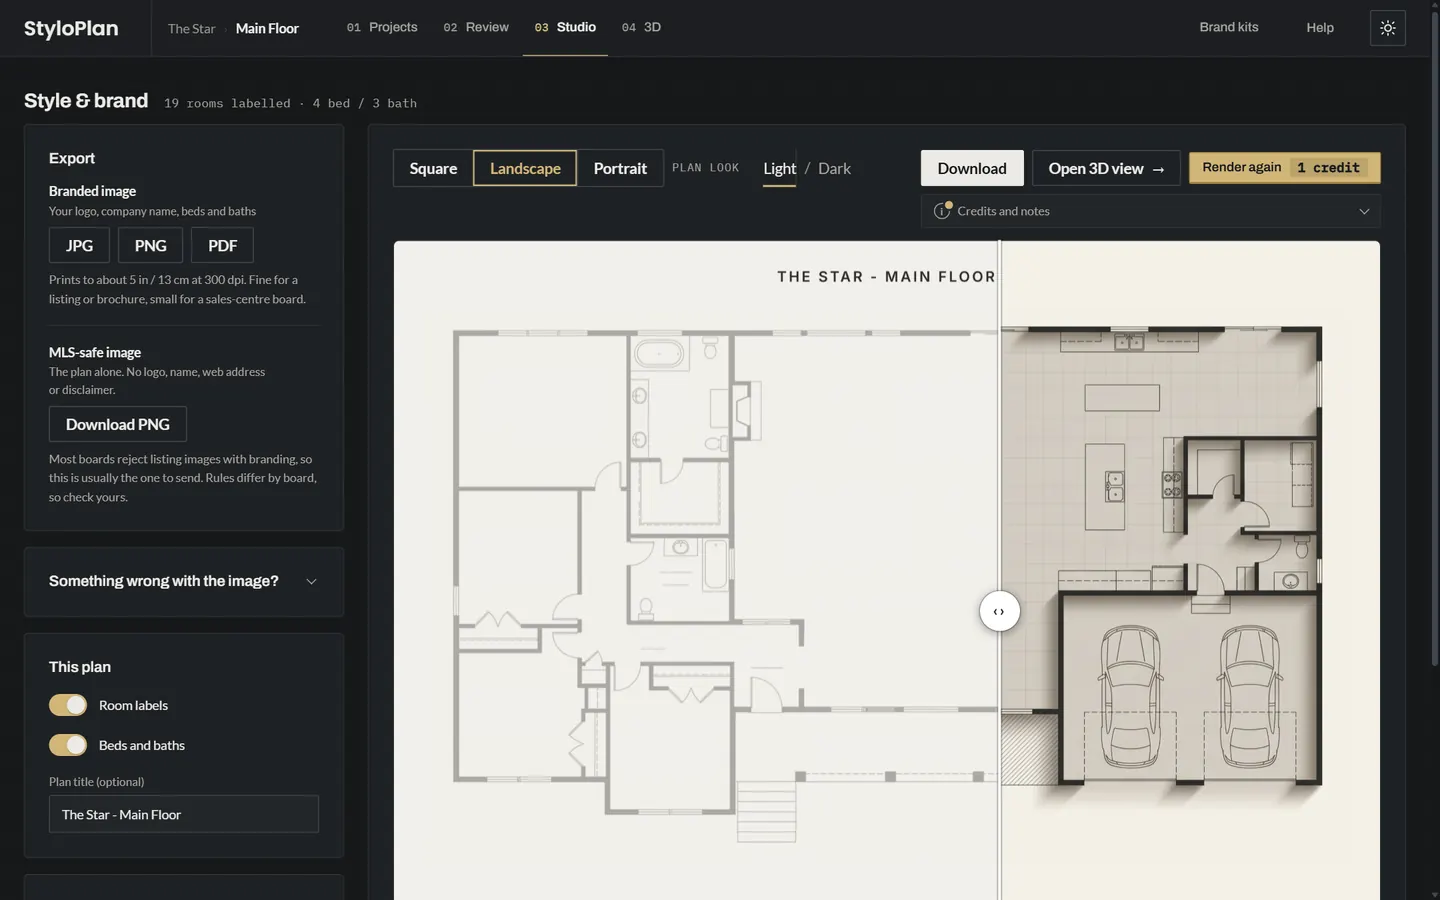 StyloPlan
The Star
Main Floor
01 Projects
02 Review
03 Studio
04 3D
Brand kits
Help
Style & brand
19 rooms labelled · 4 bed / 3 bath
Export
Branded image
Your logo, company name, beds and baths
JPG
PNG
PDF
Prints to about 5 in / 13 cm at 300 dpi. Fine for a
listing or brochure, small for a sales-centre board.
MLS-safe image
The plan alone. No logo, name, web address
or disclaimer.
Download PNG
Most boards reject listing images with branding, so
this is usually the one to send. Rules differ by board,
so check yours.
Something wrong with the image?
This plan
Room labels
Beds and baths
Plan title (optional)
The Star - Main Floor
Square
Landscape
Portrait
PLAN LOOK
Light / Dark
Download
Open 3D view →
Render again 1 credit
Credits and notes
THE STAR - MAIN FLOOR